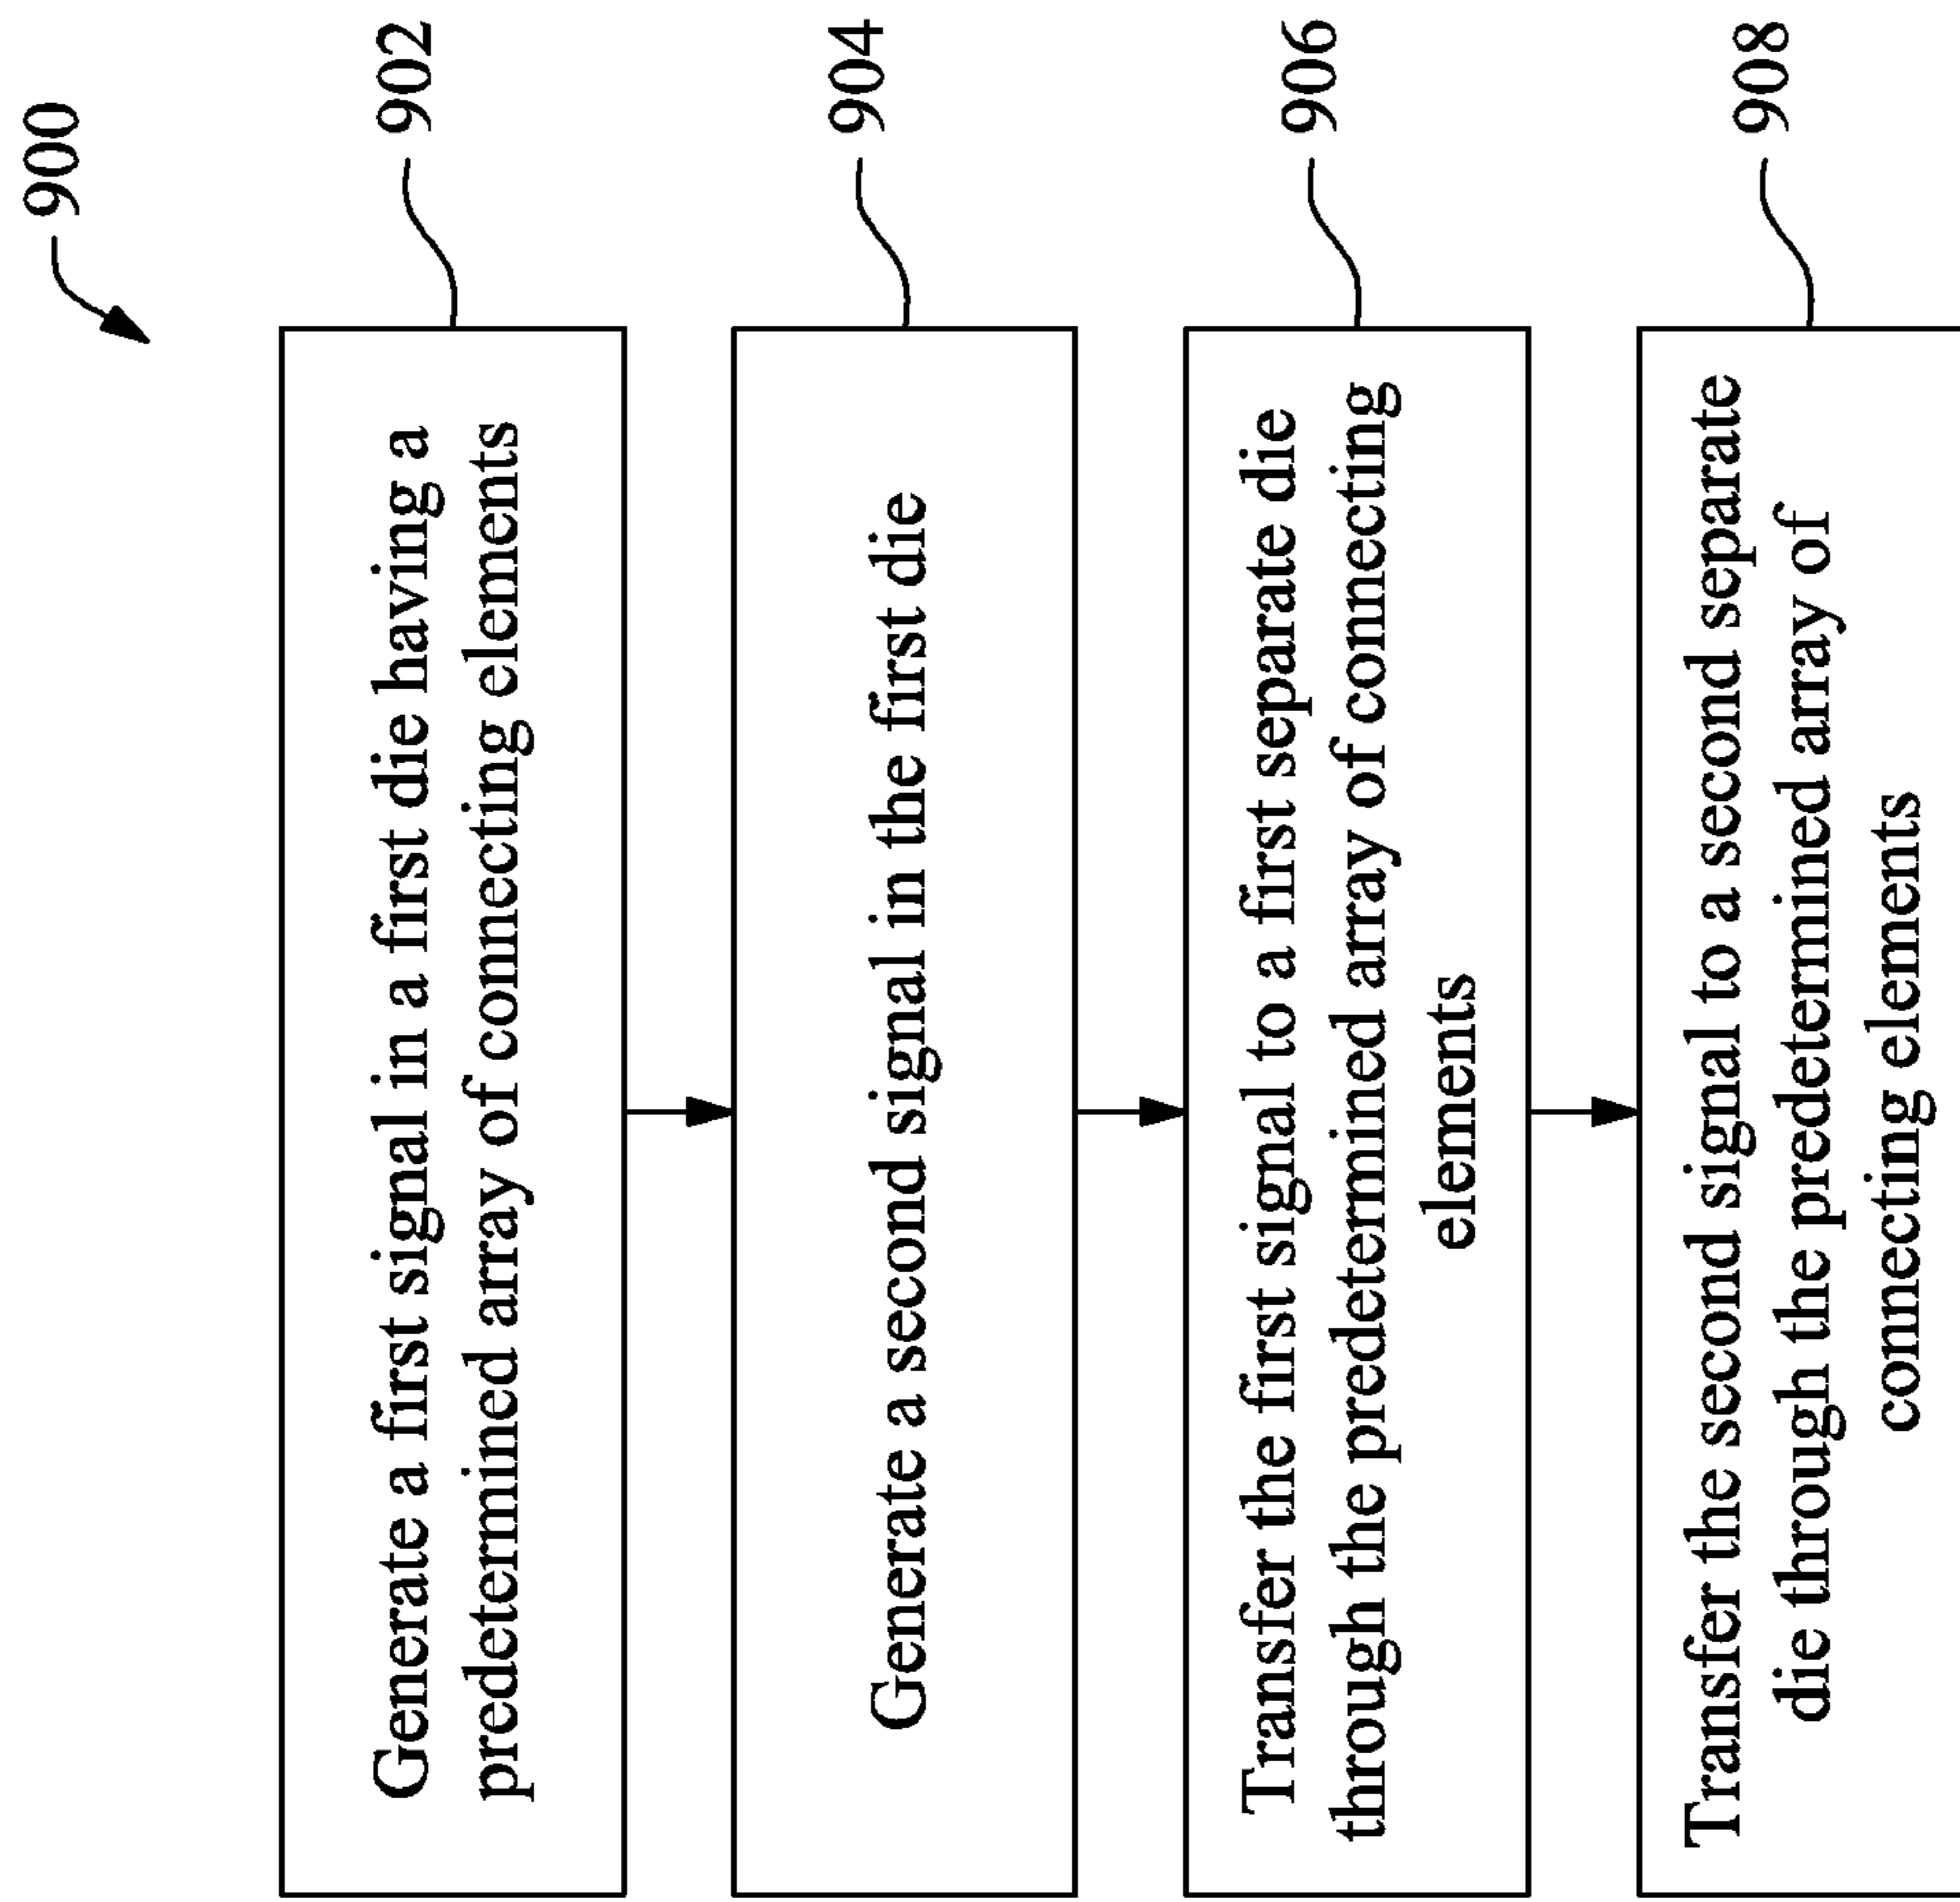 900
Generate a first signal in a first die having a
predetermined array of connecting elements
902
Generate a second signal in the first die
904
Transfer the first signal to a first separate die
through the predetermined array of connecting
elements
906
Transfer the second signal to a second separate
die through the predetermined array of
connecting elements
908